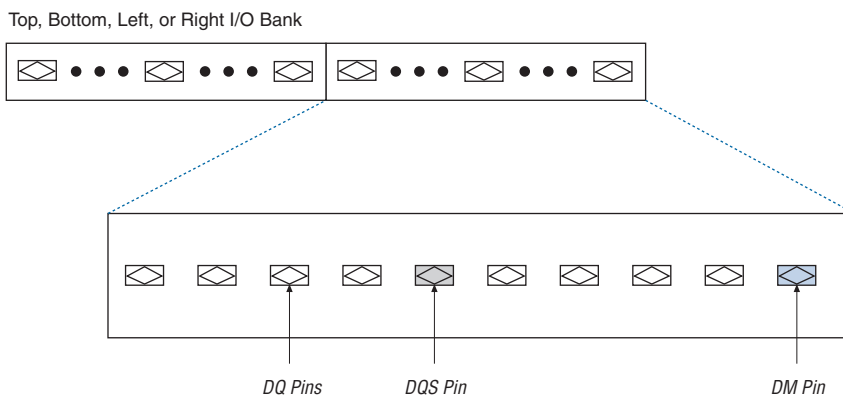 Top, Bottom, Left, or Right I/O Bank
DQ Pins
DQS Pin
DM Pin